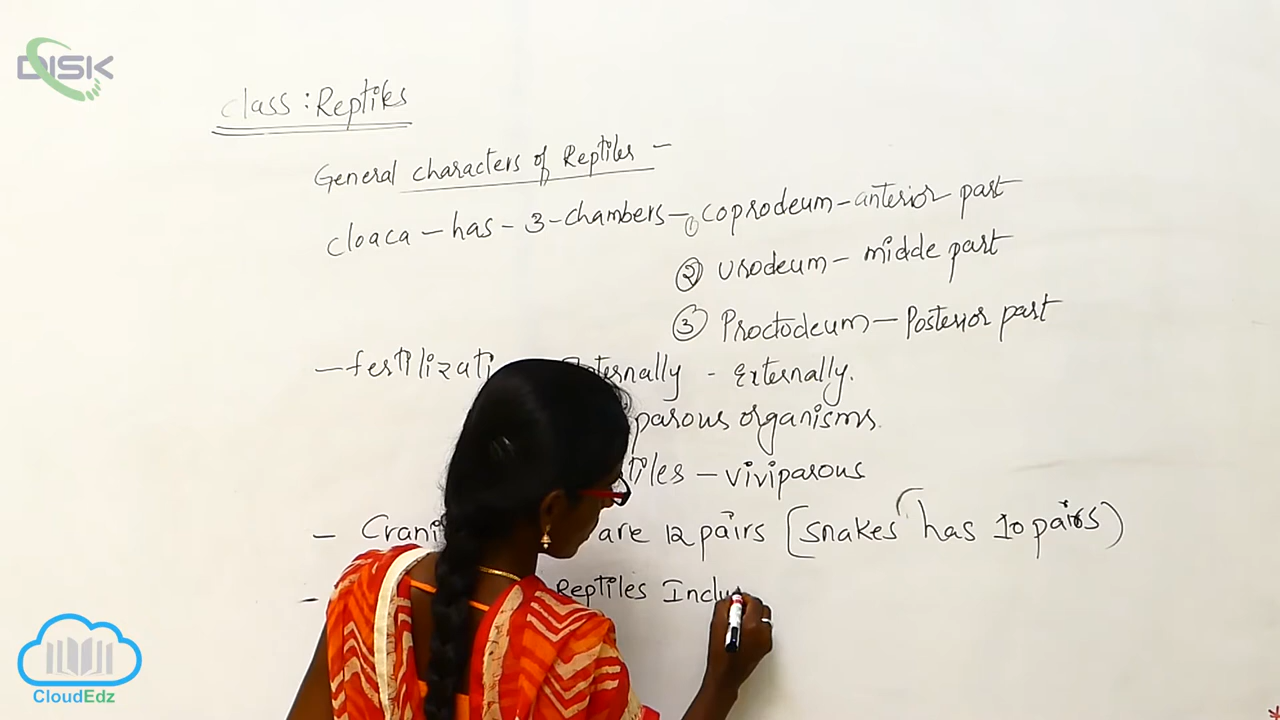 DISK
class : Reptiles
General characters of Reptiles –
cloaca – has – 3 – chambers – ① coprodeum – anterior part
② urodeum – midde part
③ Proctodeum – Posterior part
– fertilizati ternally - Externally.
parous organisms.
tiles – viviparous
– Crani are 12 pairs [snakes has 10 pairs)
– Reptiles Inclu
CloudEdz